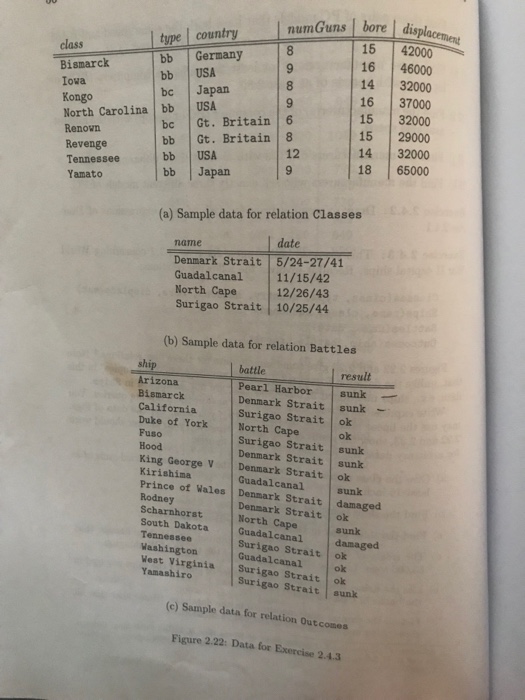 class type country numGuns bore displacement
Bismarck bb Germany 8 15 42000
Iowa bb USA 9 16 46000
Kongo bc Japan 8 14 32000
North Carolina bb USA 9 16 37000
Renown bc Gt. Britain 6 15 32000
Revenge bb Gt. Britain 8 15 29000
Tennessee bb USA 12 14 32000
Yamato bb Japan 9 18 65000
(a) Sample data for relation Classes
name date
Denmark Strait 5/24-27/41
Guadalcanal 11/15/42
North Cape 12/26/43
Surigao Strait 10/25/44
(b) Sample data for relation Battles
ship battle result
Arizona Pearl Harbor sunk
Bismarck Denmark Strait sunk
California Surigao Strait ok
Duke of York North Cape ok
Fuso Surigao Strait sunk
Hood Denmark Strait sunk
King George V Denmark Strait ok
Kirishima Guadalcanal sunk
Prince of Wales Denmark Strait damaged
Rodney Denmark Strait ok
Scharnhorst North Cape sunk
South Dakota Guadalcanal damaged
Tennessee Surigao Strait ok
Washington Guadalcanal ok
West Virginia Surigao Strait ok
Yamashiro Surigao Strait sunk
(c) Sample data for relation Outcomes
Figure 2.22: Data for Exercise 2.4.3